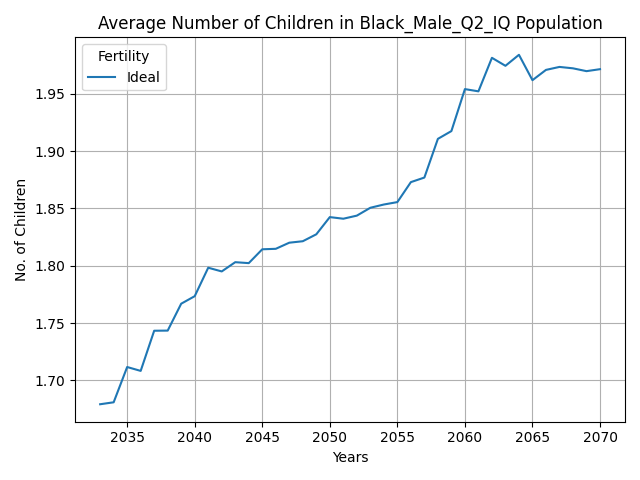 Average Number of Children in Black_Male_Q2_IQ Population
Fertility
Ideal
No. of Children
1.95
1.90
1.85
1.80
1.75
1.70
2035 2040 2045 2050 2055 2060 2065 2070
Years